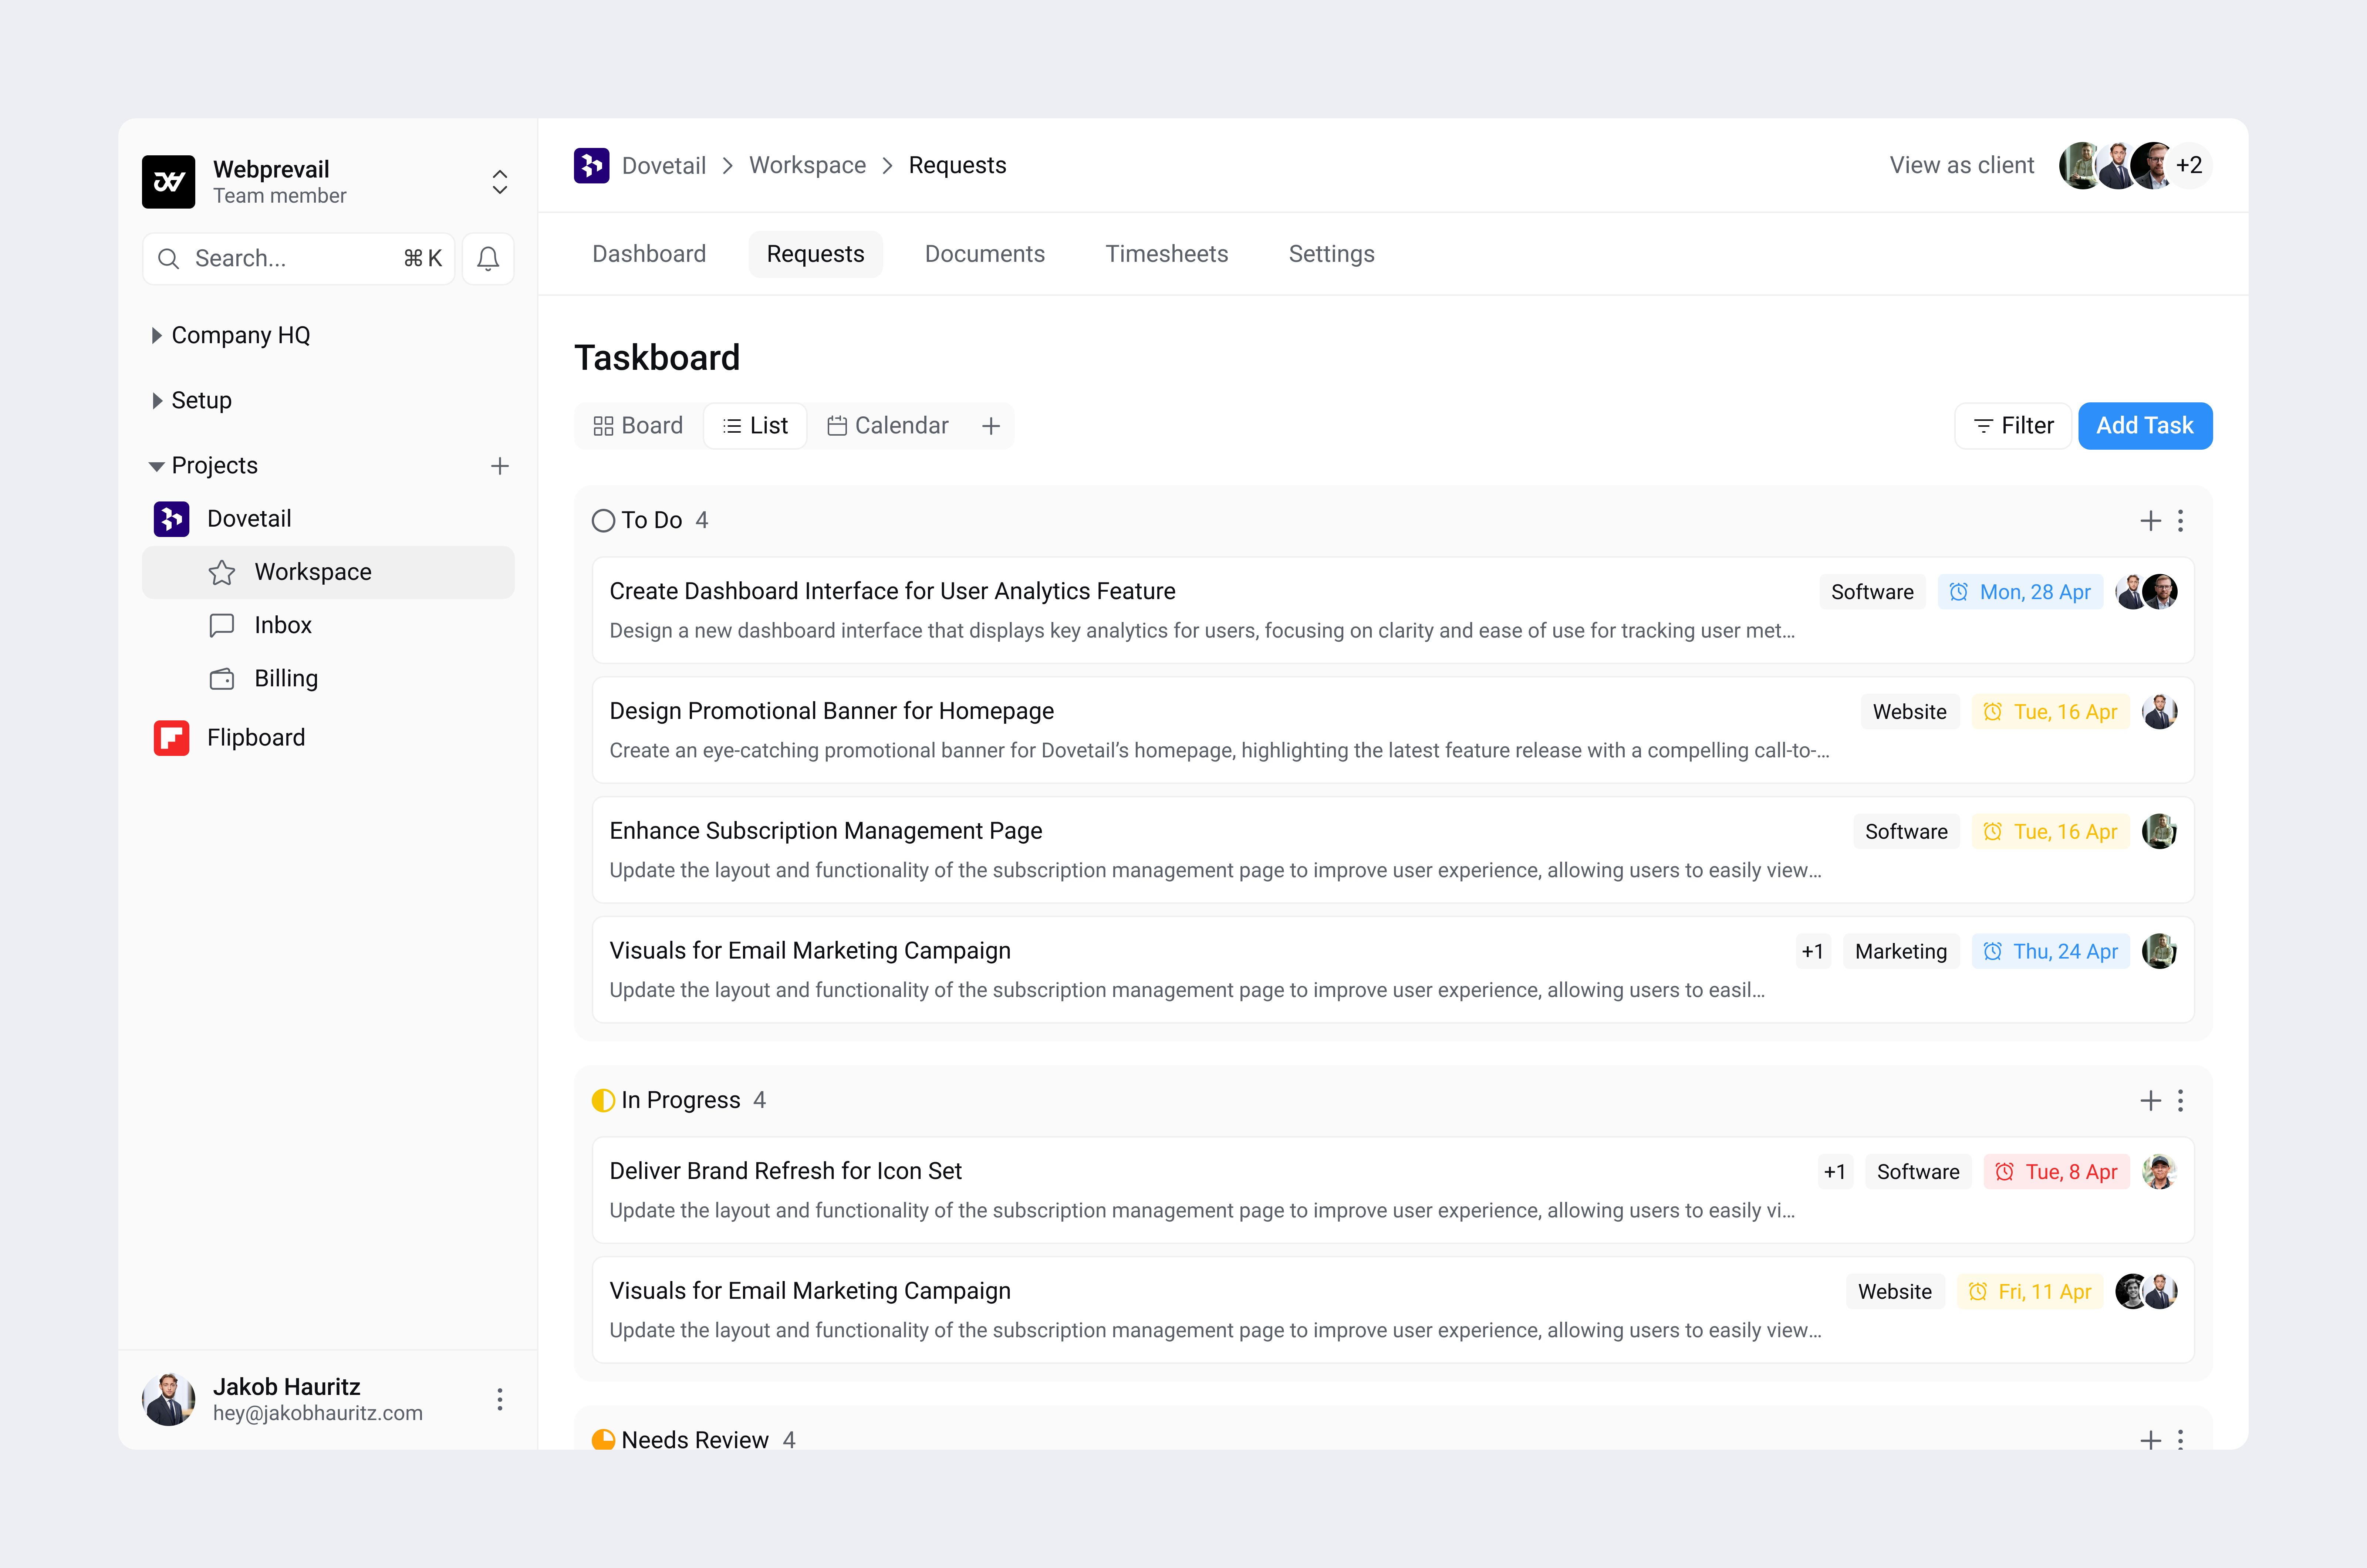 Webprevail
Team member
Search...
⌘ K
Company HQ
Setup
Projects
Dovetail
Workspace
Inbox
Billing
Flipboard
Jakob Hauritz
hey@jakobhauritz.com
Dovetail > Workspace > Requests
View as client
+2
Dashboard
Requests
Documents
Timesheets
Settings
Taskboard
Board
List
Calendar
Filter
Add Task
To Do 4
Create Dashboard Interface for User Analytics Feature
Software
Mon, 28 Apr
Design a new dashboard interface that displays key analytics for users, focusing on clarity and ease of use for tracking user met...
Design Promotional Banner for Homepage
Website
Tue, 16 Apr
Create an eye-catching promotional banner for Dovetail’s homepage, highlighting the latest feature release with a compelling call-to-...
Enhance Subscription Management Page
Software
Tue, 16 Apr
Update the layout and functionality of the subscription management page to improve user experience, allowing users to easily view...
Visuals for Email Marketing Campaign
+1
Marketing
Thu, 24 Apr
Update the layout and functionality of the subscription management page to improve user experience, allowing users to easil...
In Progress 4
Deliver Brand Refresh for Icon Set
+1
Software
Tue, 8 Apr
Update the layout and functionality of the subscription management page to improve user experience, allowing users to easily vi...
Visuals for Email Marketing Campaign
Website
Fri, 11 Apr
Update the layout and functionality of the subscription management page to improve user experience, allowing users to easily view...
Needs Review 4